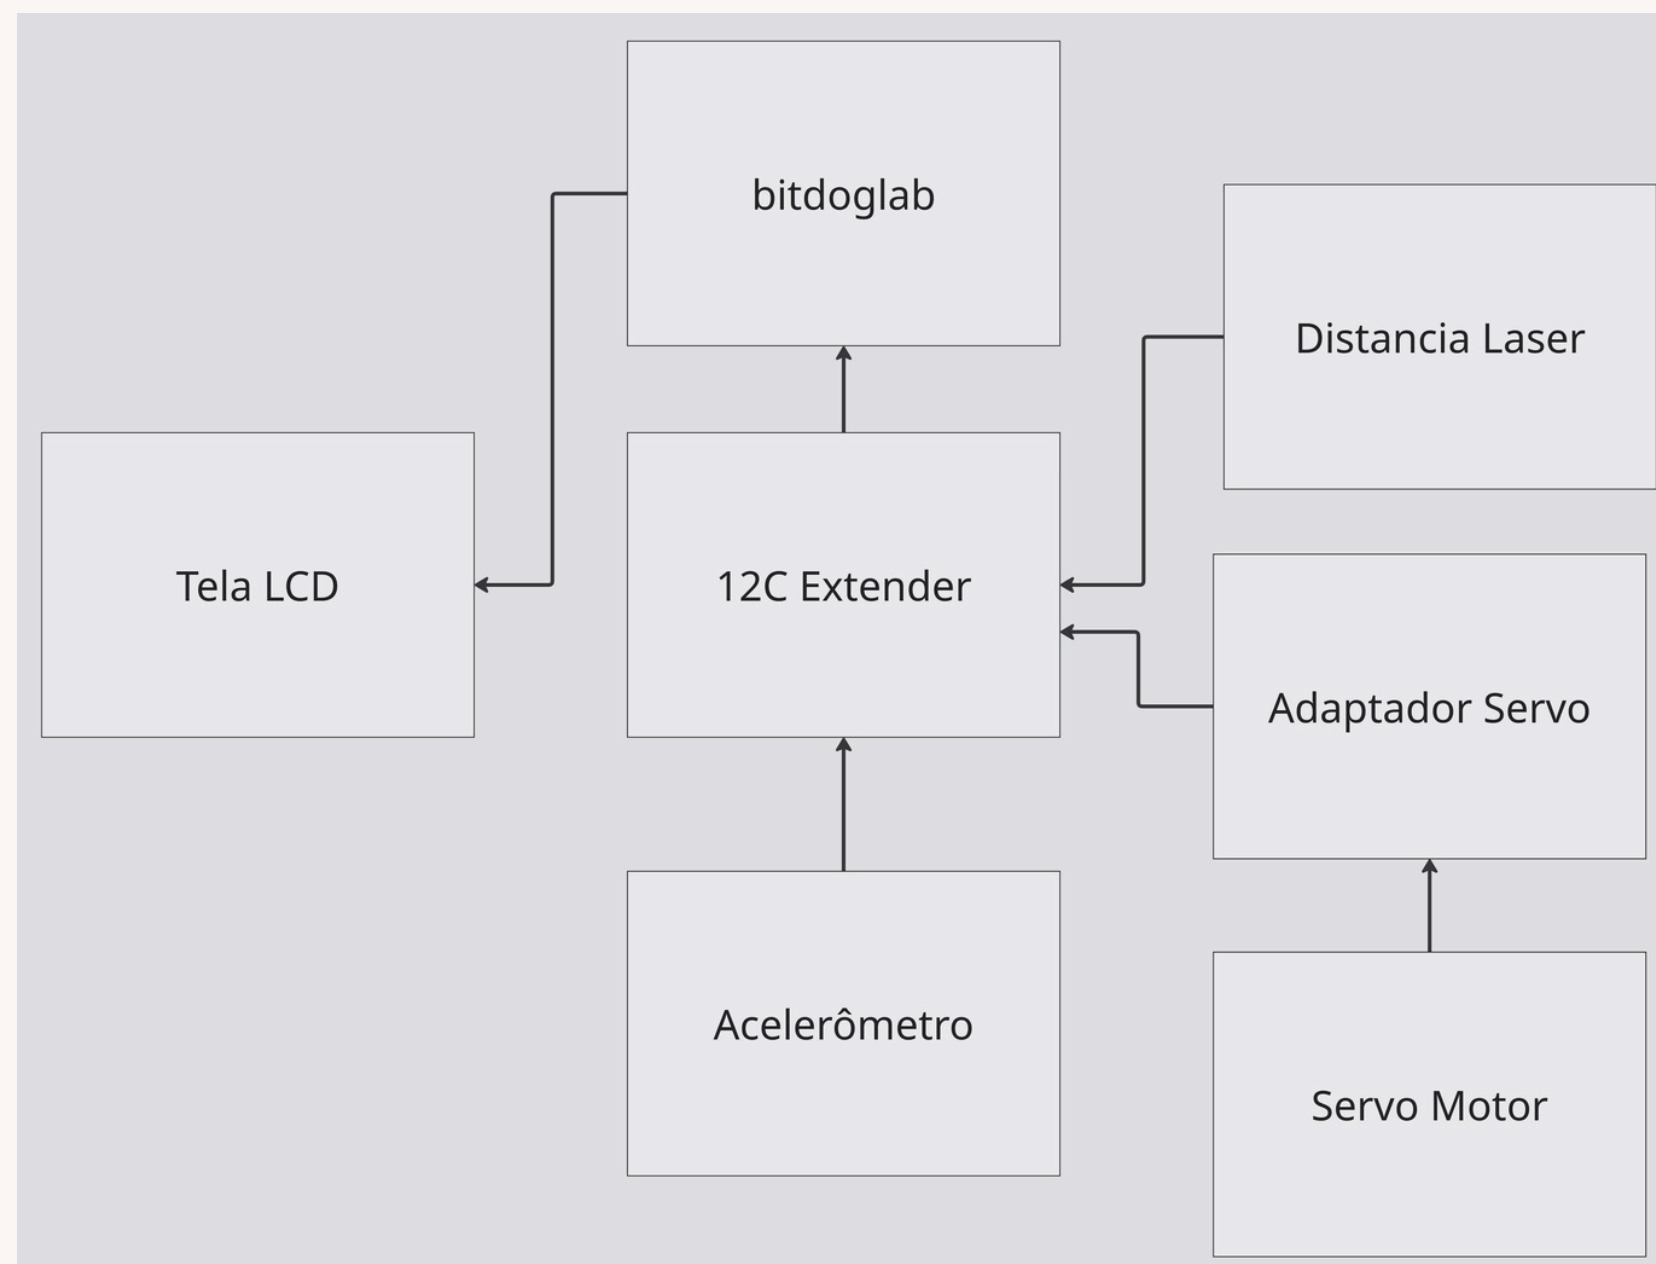 bitdoglab
Distancia Laser
Tela LCD
12C Extender
Adaptador Servo
Acelerômetro
Servo Motor